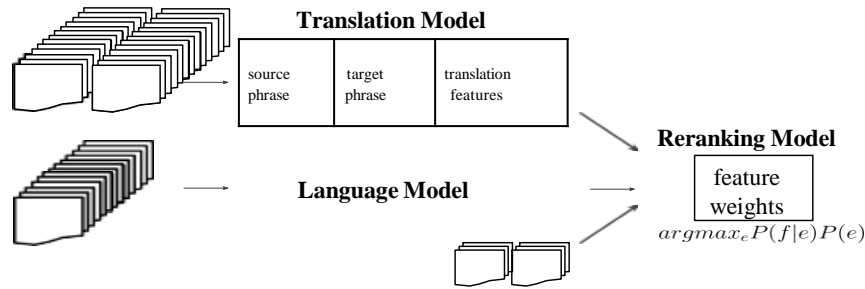 Translation Model
source phrase
target phrase
translation features
Language Model
Reranking Model
feature
weights
argmax_e P(f|e)P(e)